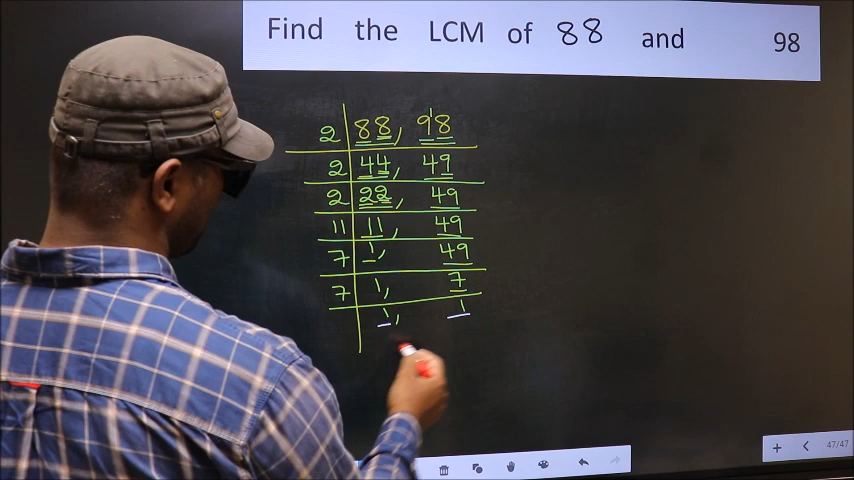 Find the LCM of 88 and 98
2 88, 98
2 44, 49
2 22, 49
11 11, 49
7 1, 49
7 1, 7
1, 1
47/47